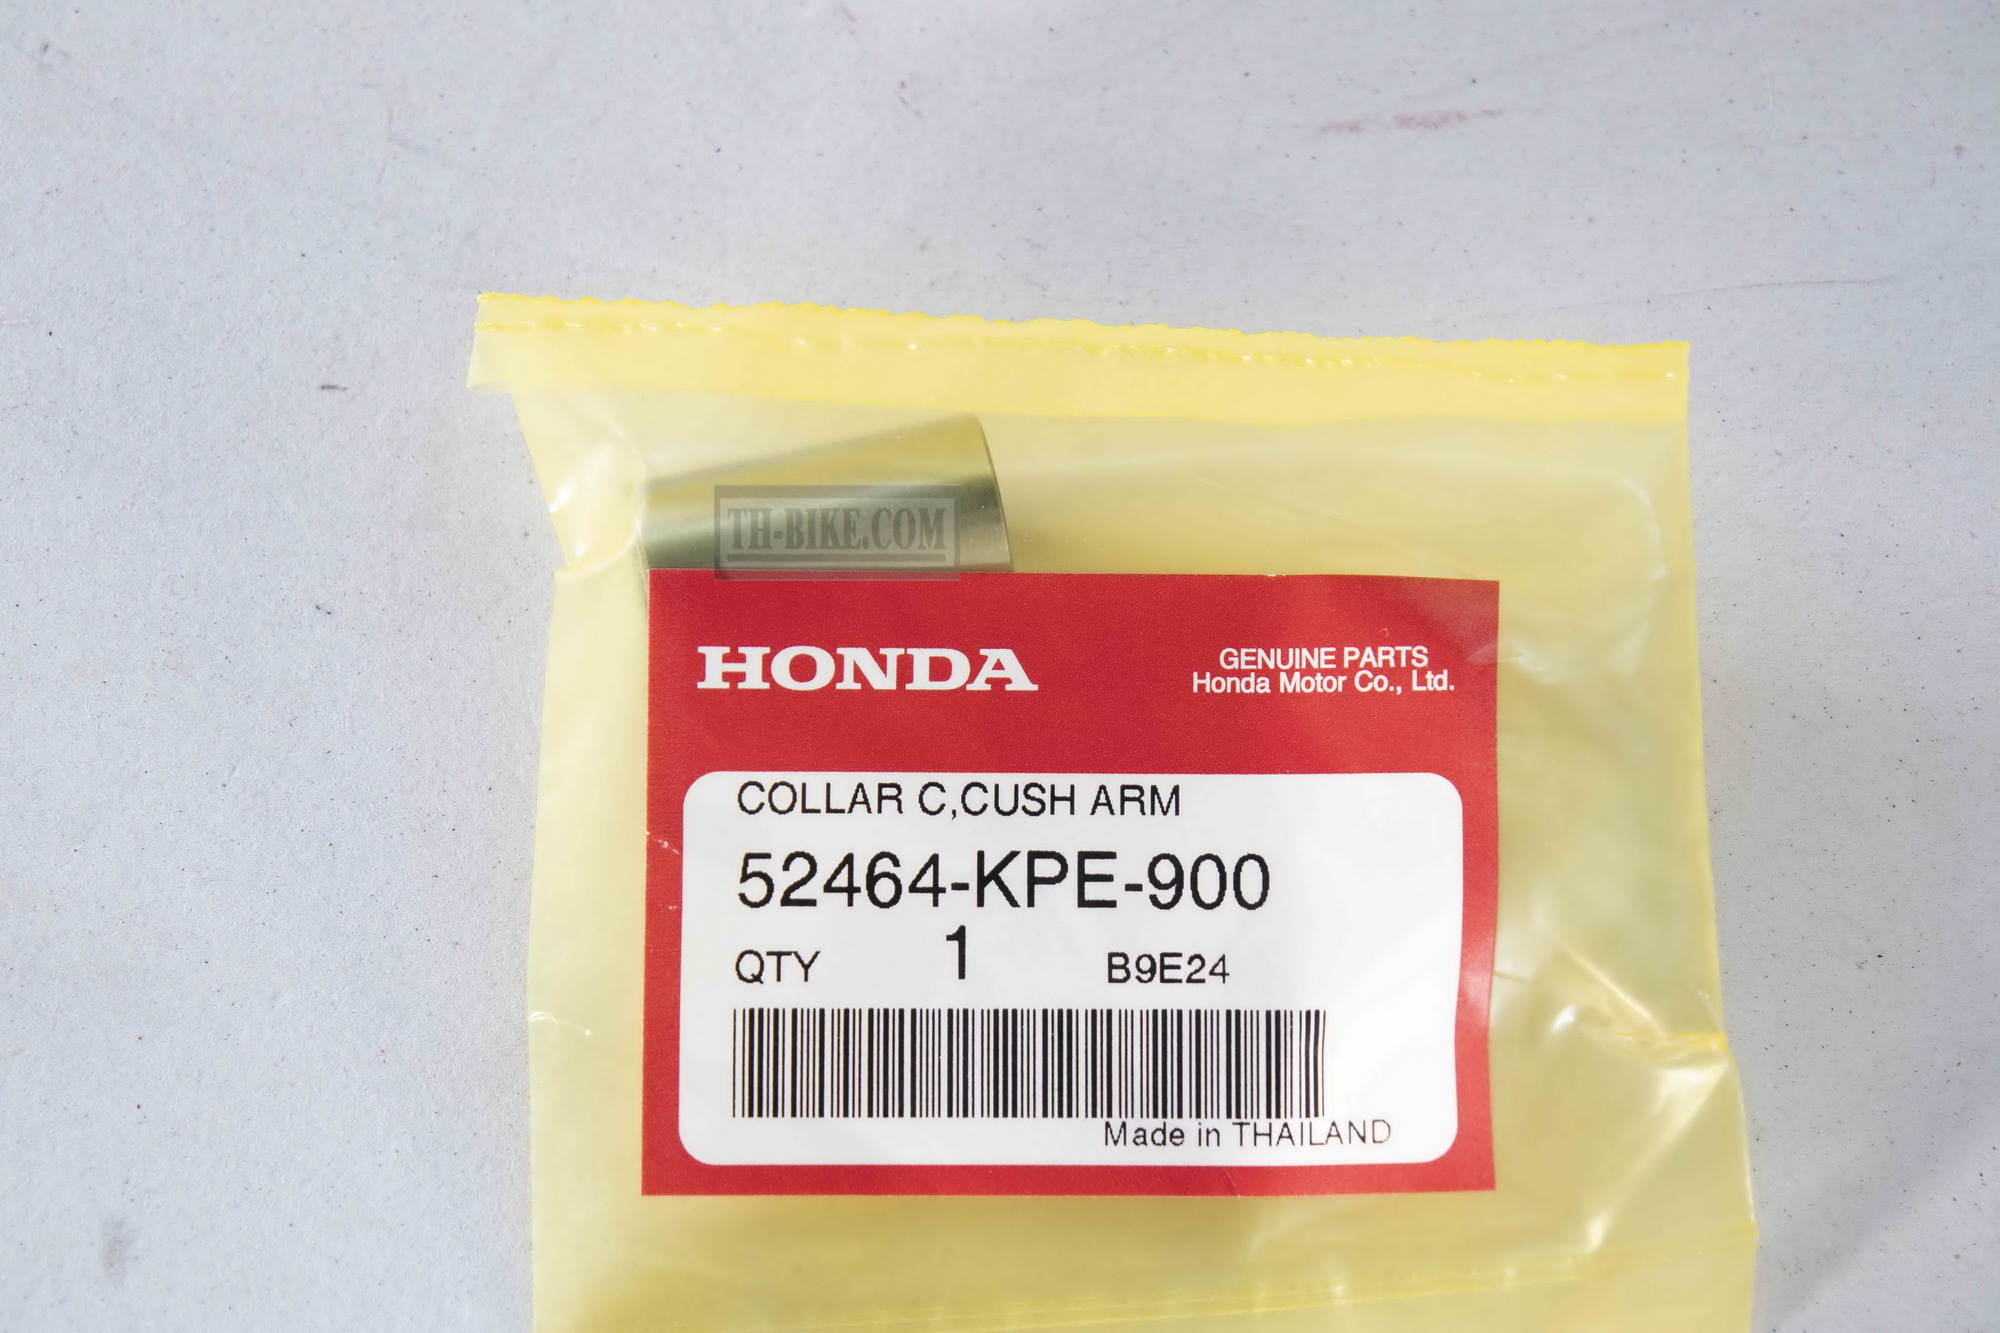 TH-BIKE.COM
HONDA
GENUINE PARTS
Honda Motor Co., Ltd.
COLLAR C,CUSH ARM
52464-KPE-900
QTY 1 B9E24
Made in THAILAND